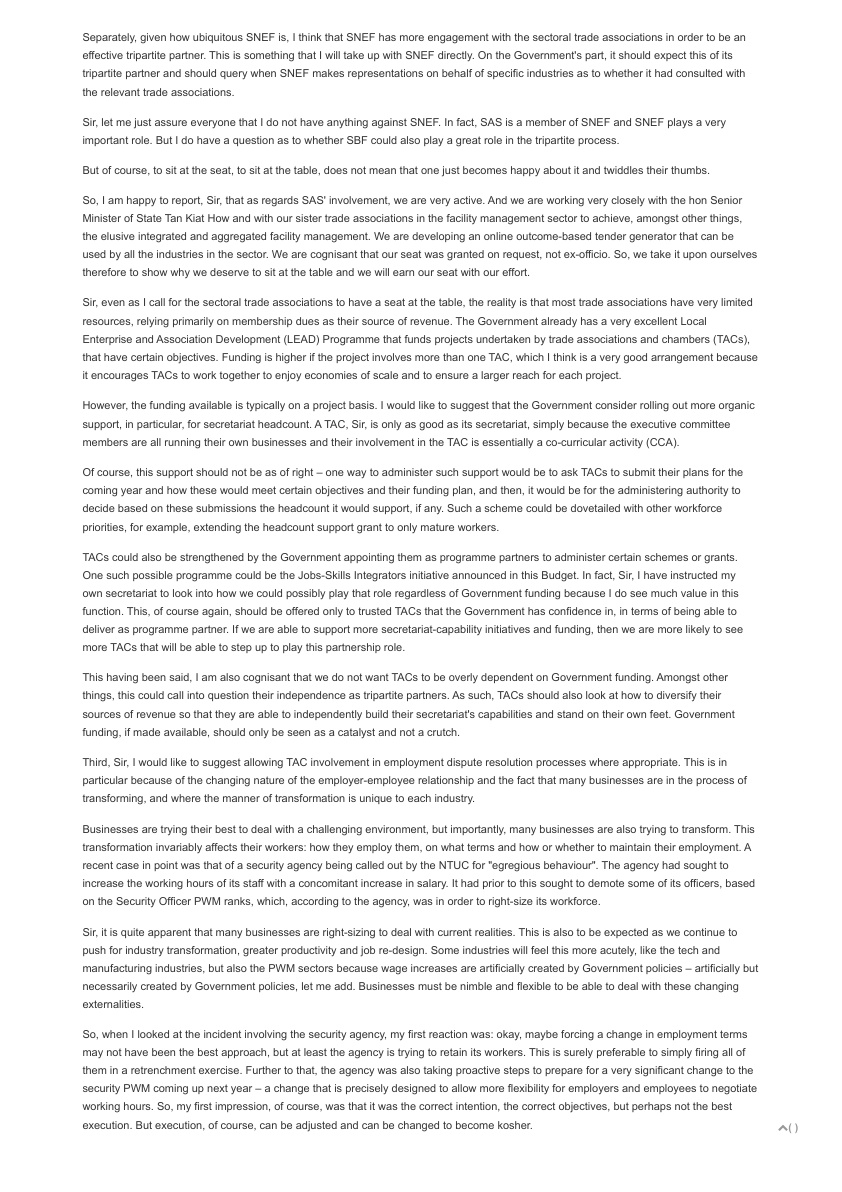 Separately, given how ubiquitous SNEF is, I think that SNEF has more engagement with the sectoral trade associations in order to be an
effective tripartite partner. This is something that I will take up with SNEF directly. On the Government's part, it should expect this of its
tripartite partner and should query when SNEF makes representations on behalf of specific industries as to whether it had consulted with
the relevant trade associations.
Sir, let me just assure everyone that I do not have anything against SNEF. In fact, SAS is a member of SNEF and SNEF plays a very
important role. But I do have a question as to whether SBF could also play a great role in the tripartite process.
But of course, to sit at the seat, to sit at the table, does not mean that one just becomes happy about it and twiddles their thumbs.
So, I am happy to report, Sir, that as regards SAS' involvement, we are very active. And we are working very closely with the hon Senior
Minister of State Tan Kiat How and with our sister trade associations in the facility management sector to achieve, amongst other things,
the elusive integrated and aggregated facility management. We are developing an online outcome-based tender generator that can be
used by all the industries in the sector. We are cognisant that our seat was granted on request, not ex-officio. So, we take it upon ourselves
therefore to show why we deserve to sit at the table and we will earn our seat with our effort.
Sir, even as I call for the sectoral trade associations to have a seat at the table, the reality is that most trade associations have very limited
resources, relying primarily on membership dues as their source of revenue. The Government already has a very excellent Local
Enterprise and Association Development (LEAD) Programme that funds projects undertaken by trade associations and chambers (TACs),
that have certain objectives. Funding is higher if the project involves more than one TAC, which I think is a very good arrangement because
it encourages TACs to work together to enjoy economies of scale and to ensure a larger reach for each project.
However, the funding available is typically on a project basis. I would like to suggest that the Government consider rolling out more organic
support, in particular, for secretariat headcount. A TAC, Sir, is only as good as its secretariat, simply because the executive committee
members are all running their own businesses and their involvement in the TAC is essentially a co-curricular activity (CCA).
Of course, this support should not be as of right – one way to administer such support would be to ask TACs to submit their plans for the
coming year and how these would meet certain objectives and their funding plan, and then, it would be for the administering authority to
decide based on these submissions the headcount it would support, if any. Such a scheme could be dovetailed with other workforce
priorities, for example, extending the headcount support grant to only mature workers.
TACs could also be strengthened by the Government appointing them as programme partners to administer certain schemes or grants.
One such possible programme could be the Jobs-Skills Integrators initiative announced in this Budget. In fact, Sir, I have instructed my
own secretariat to look into how we could possibly play that role regardless of Government funding because I do see much value in this
function. This, of course again, should be offered only to trusted TACs that the Government has confidence in, in terms of being able to
deliver as programme partner. If we are able to support more secretariat-capability initiatives and funding, then we are more likely to see
more TACs that will be able to step up to play this partnership role.
This having been said, I am also cognisant that we do not want TACs to be overly dependent on Government funding. Amongst other
things, this could call into question their independence as tripartite partners. As such, TACs should also look at how to diversify their
sources of revenue so that they are able to independently build their secretariat's capabilities and stand on their own feet. Government
funding, if made available, should only be seen as a catalyst and not a crutch.
Third, Sir, I would like to suggest allowing TAC involvement in employment dispute resolution processes where appropriate. This is in
particular because of the changing nature of the employer-employee relationship and the fact that many businesses are in the process of
transforming, and where the manner of transformation is unique to each industry.
Businesses are trying their best to deal with a challenging environment, but importantly, many businesses are also trying to transform. This
transformation invariably affects their workers: how they employ them, on what terms and how or whether to maintain their employment. A
recent case in point was that of a security agency being called out by the NTUC for "egregious behaviour". The agency had sought to
increase the working hours of its staff with a concomitant increase in salary. It had prior to this sought to demote some of its officers, based
on the Security Officer PWM ranks, which, according to the agency, was in order to right-size its workforce.
Sir, it is quite apparent that many businesses are right-sizing to deal with current realities. This is also to be expected as we continue to
push for industry transformation, greater productivity and job re-design. Some industries will feel this more acutely, like the tech and
manufacturing industries, but also the PWM sectors because wage increases are artificially created by Government policies – artificially but
necessarily created by Government policies, let me add. Businesses must be nimble and flexible to be able to deal with these changing
externalities.
So, when I looked at the incident involving the security agency, my first reaction was: okay, maybe forcing a change in employment terms
may not have been the best approach, but at least the agency is trying to retain its workers. This is surely preferable to simply firing all of
them in a retrenchment exercise. Further to that, the agency was also taking proactive steps to prepare for a very significant change to the
security PWM coming up next year – a change that is precisely designed to allow more flexibility for employers and employees to negotiate
working hours. So, my first impression, of course, was that it was the correct intention, the correct objectives, but perhaps not the best
execution. But execution, of course, can be adjusted and can be changed to become kosher.
( )